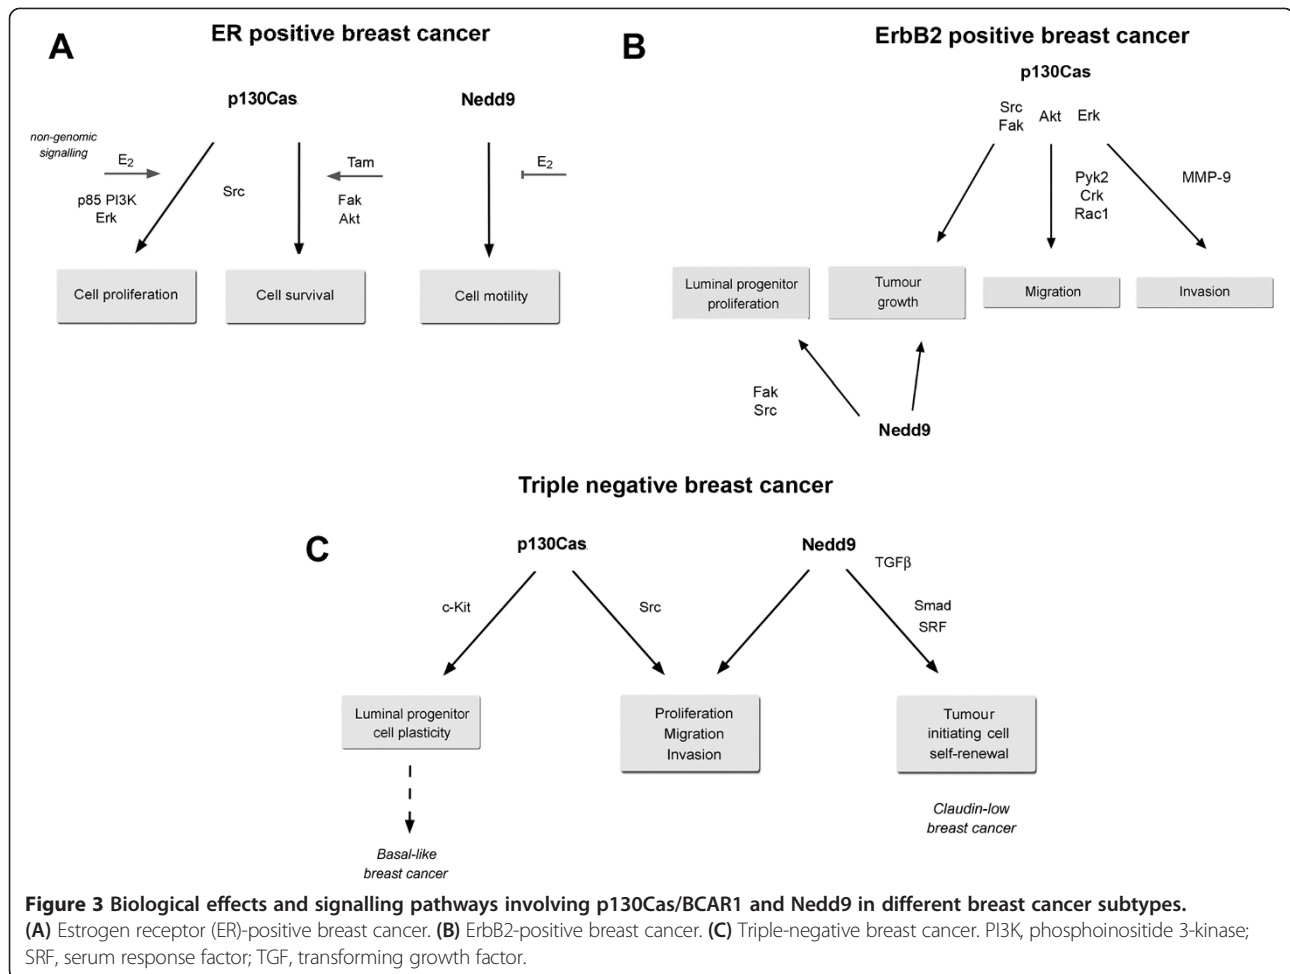 A
ER positive breast cancer
p130Cas
Nedd9
non-genomic
signalling
E2
p85 PI3K
Erk
Src
Tam
Fak
Akt
E2
Cell proliferation
Cell survival
Cell motility
B
ErbB2 positive breast cancer
p130Cas
Src
Fak
Akt
Erk
Pyk2
Crk
Rac1
MMP-9
Luminal progenitor
proliferation
Tumour
growth
Migration
Invasion
Fak
Src
Nedd9
Triple negative breast cancer
C
p130Cas
Nedd9
TGFβ
c-Kit
Src
Smad
SRF
Luminal progenitor
cell plasticity
Proliferation
Migration
Invasion
Tumour
initiating cell
self-renewal
Basal-like
breast cancer
Claudin-low
breast cancer
Figure 3 Biological effects and signalling pathways involving p130Cas/BCAR1 and Nedd9 in different breast cancer subtypes.
(A) Estrogen receptor (ER)-positive breast cancer. (B) ErbB2-positive breast cancer. (C) Triple-negative breast cancer. PI3K, phosphoinositide 3-kinase;
SRF, serum response factor; TGF, transforming growth factor.